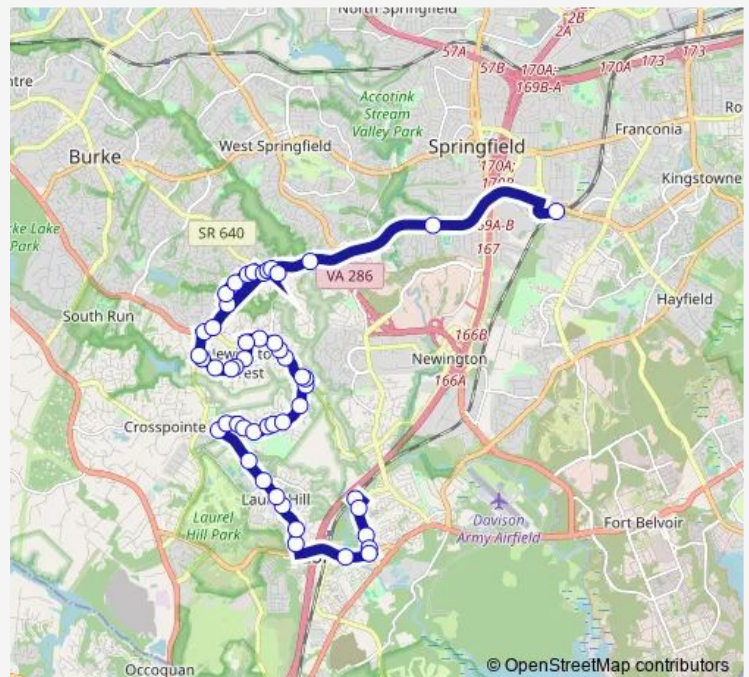 North Springfield
57A
57B
2B
2A
170A;
169B-A
170A
173
173
Accotink
Stream
Valley Park
Franconia
West Springfield
Springfield
Burke
170A;
Kingstowne
Park
SR 640
167
VA 286
Hayfield
South Run
166B
Newington
166A
Crosspointe
Laurel
Hill Park
Davison
Army Airfield
Fort Belvoir
Occoquan
© OpenStreetMap contributors